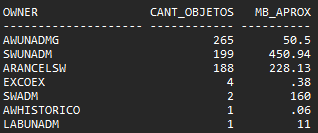 OWNER CANT_OBJETOS MB_APROX
-------------------- ------------ ----------
AWUNADMG 265 50.5
SWUNADM 199 450.94
ARANCELSW 188 228.13
EXCOEX 4 .38
SWADM 2 160
AWHISTORICO 1 .06
LABUNADM 1 11